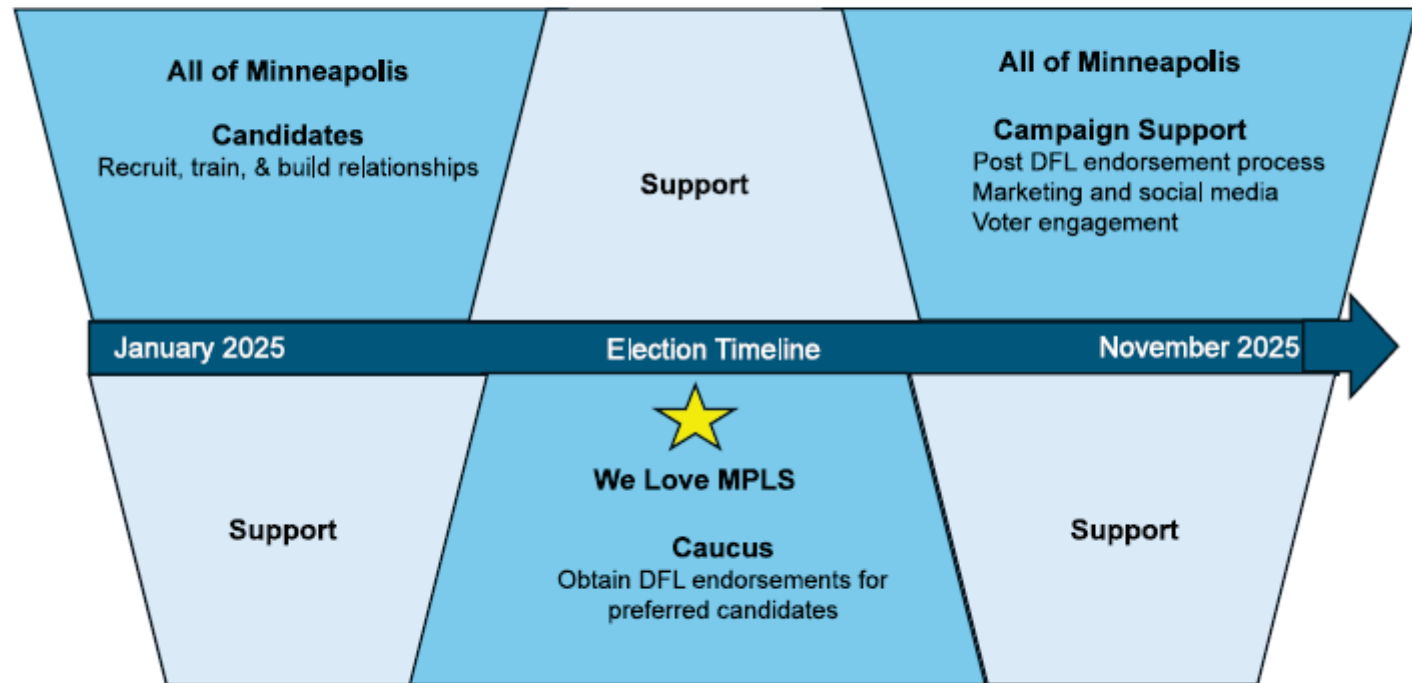 All of Minneapolis
Candidates
Recruit, train, & build relationships
Support
All of Minneapolis
Campaign Support
Post DFL endorsement process
Marketing and social media
Voter engagement
January 2025
Election Timeline
November 2025
Support
We Love MPLS
Caucus
Obtain DFL endorsements for
preferred candidates
Support